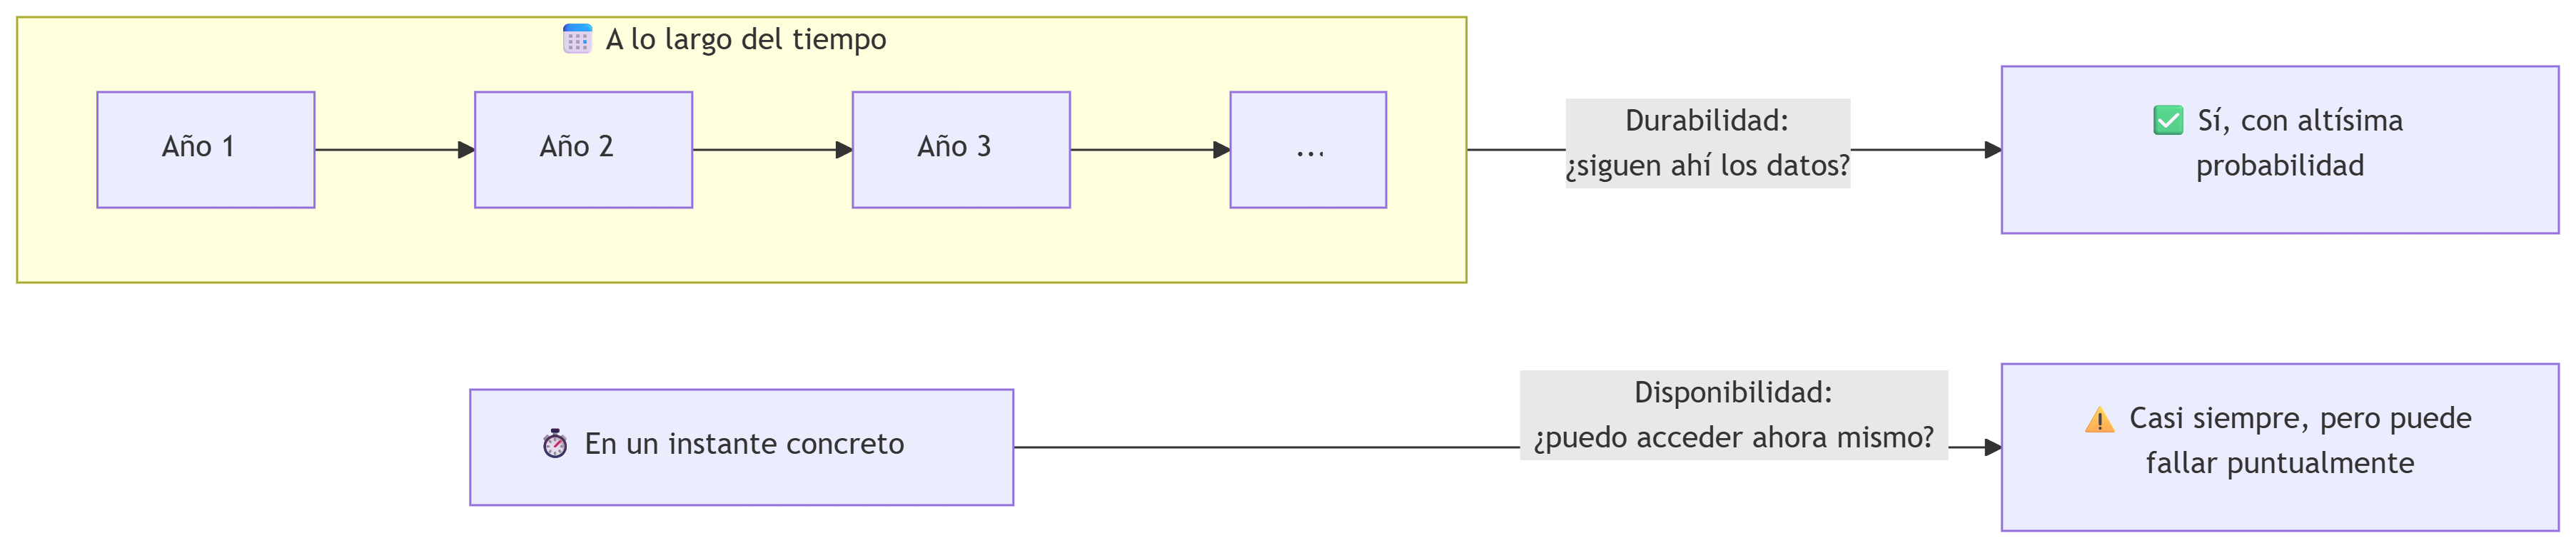 📅 A lo largo del tiempo
Año 1
Año 2
Año 3
...
Durabilidad:
¿siguen ahí los datos?
✅ Sí, con altísima
probabilidad
⏱️ En un instante concreto
Disponibilidad:
¿puedo acceder ahora mismo?
⚠️ Casi siempre, pero puede
fallar puntualmente